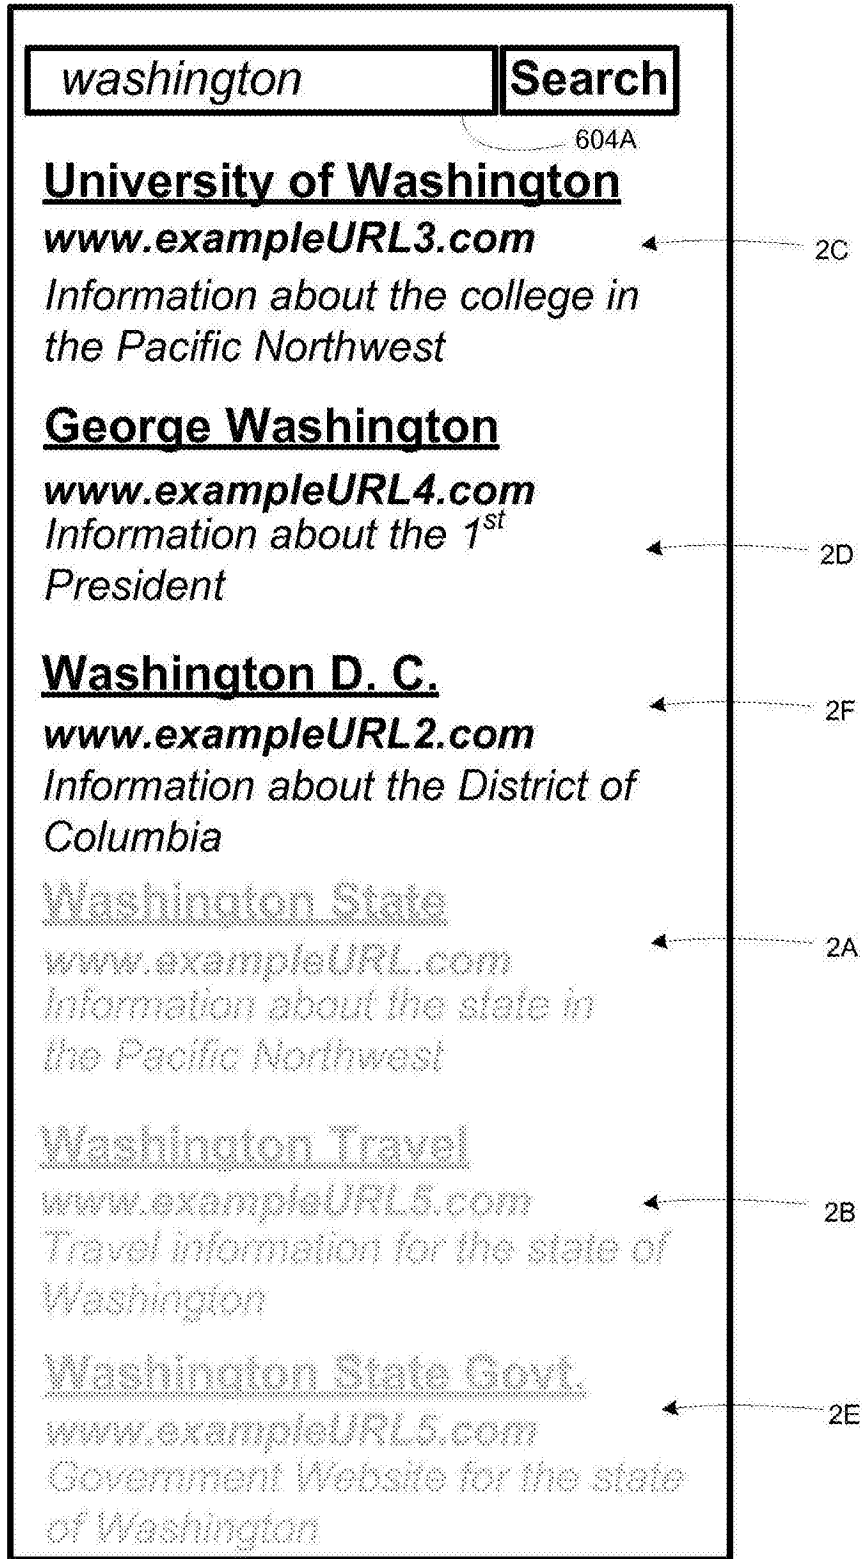 washington Search
604A
University of Washington
www.exampleURL3.com
2C
Information about the college in
the Pacific Northwest
George Washington
www.exampleURL4.com
Information about the 1st
2D
President
Washington D. C.
2F
www.exampleURL2.com
Information about the District of
Columbia
Washington State
2A
www.exampleURL.com
Information about the state in
the Pacific Northwest
Washington Travel
www.exampleURL5.com
2B
Travel information for the state of
Washington
Washington State Govt.
2E
www.exampleURL5.com
Government Website for the state
of Washington